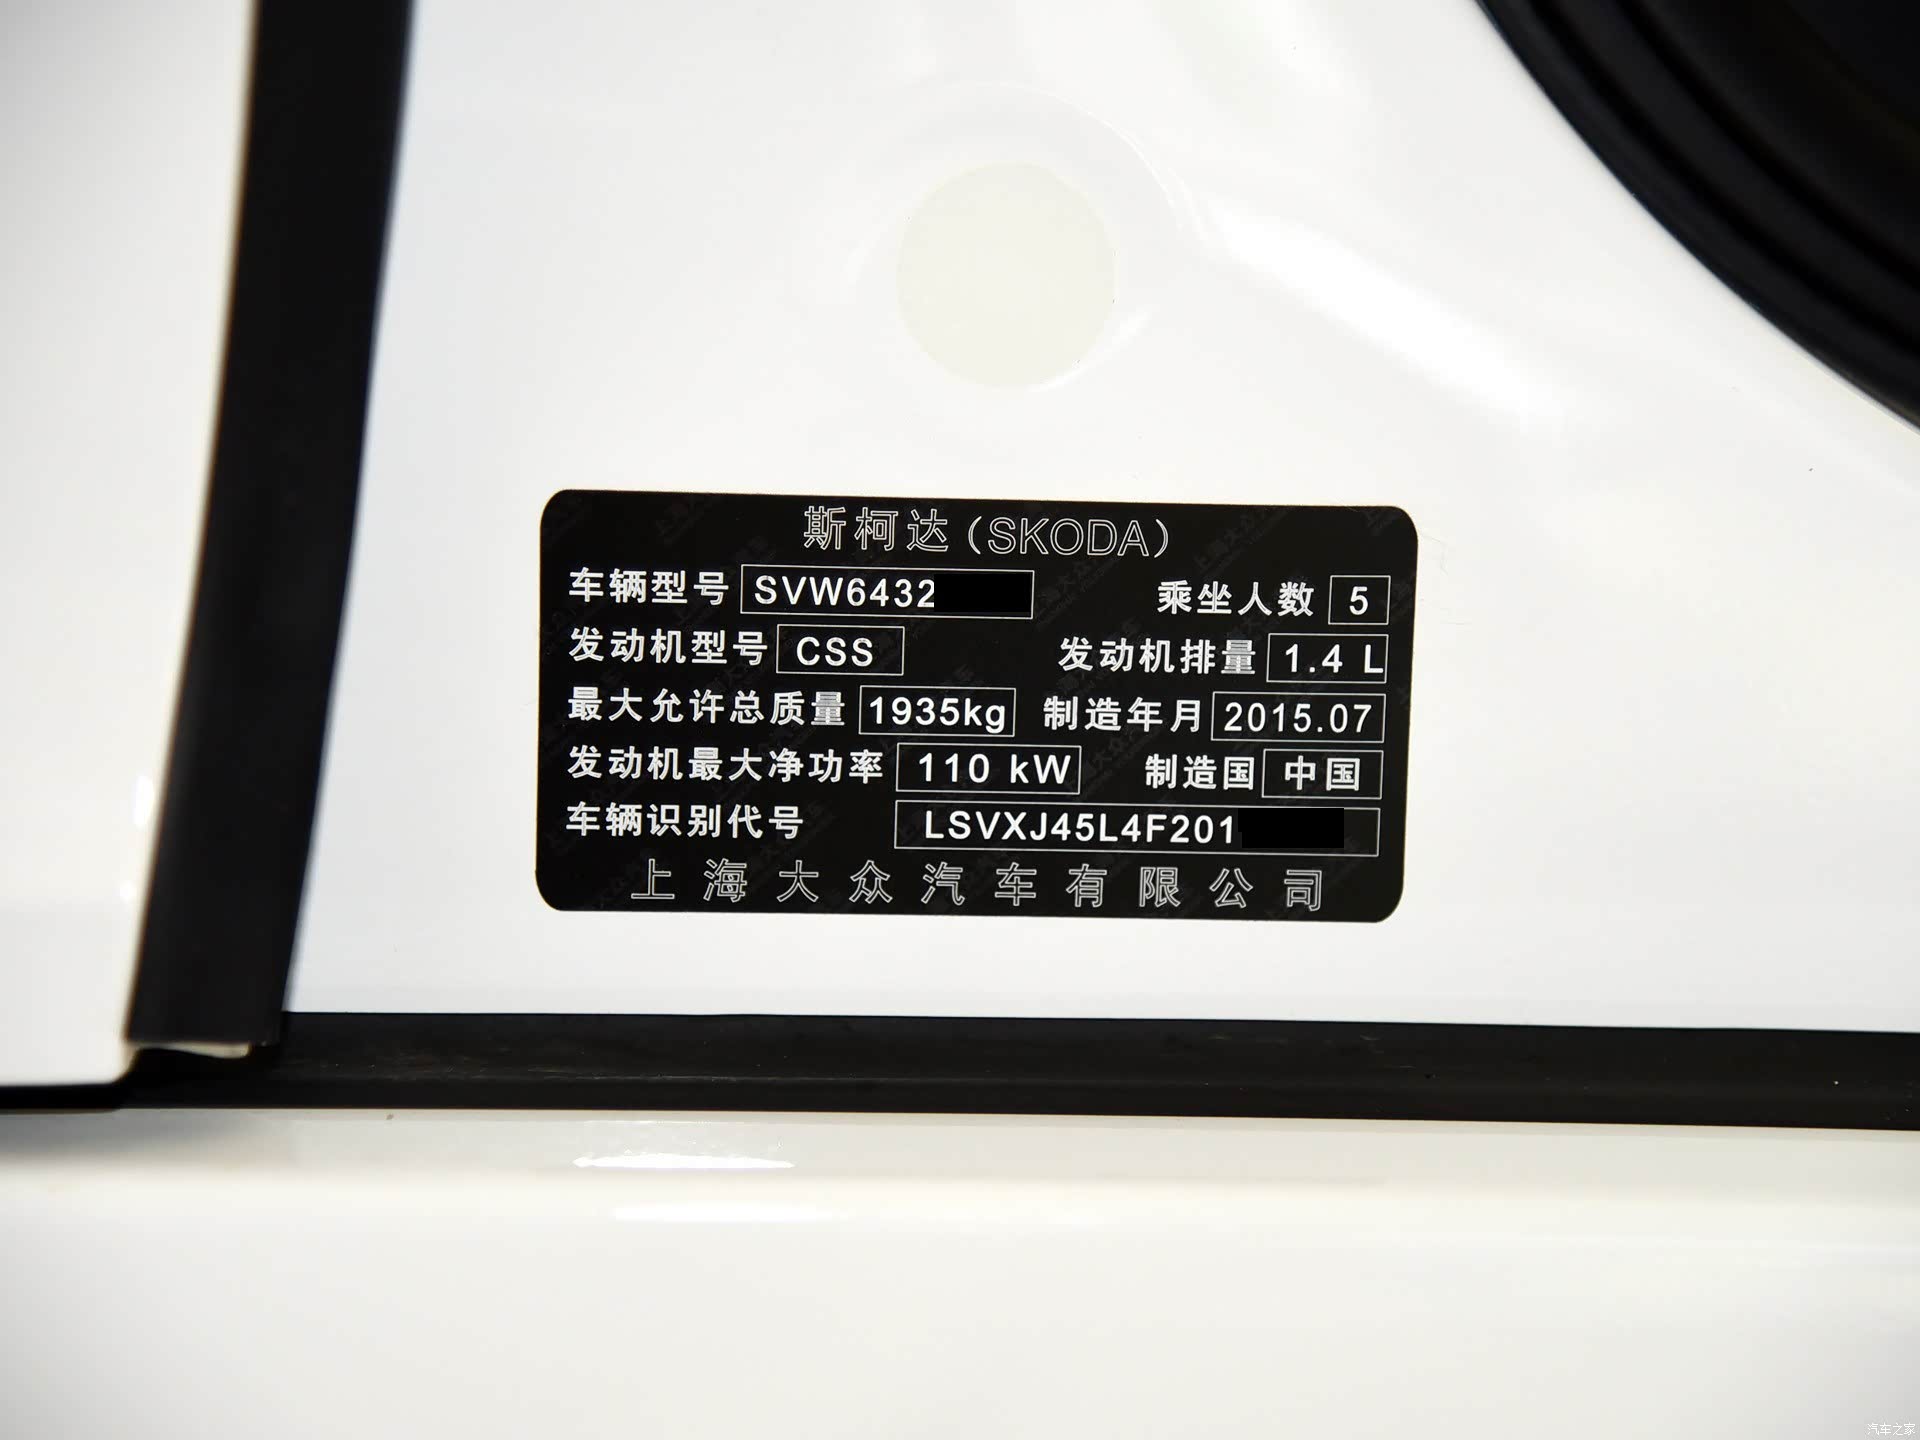 斯柯达(SKODA)
车辆型号 SVW6432 乘坐人数 5
发动机型号 CSS 发动机排量 1.4 L
最大允许总质量 1935kg 制造年月 2015.07
发动机最大净功率 110 kW 制造国 中国
车辆识别代号 LSVXJ45L4F201
上海大众汽车有限公司
汽车之家